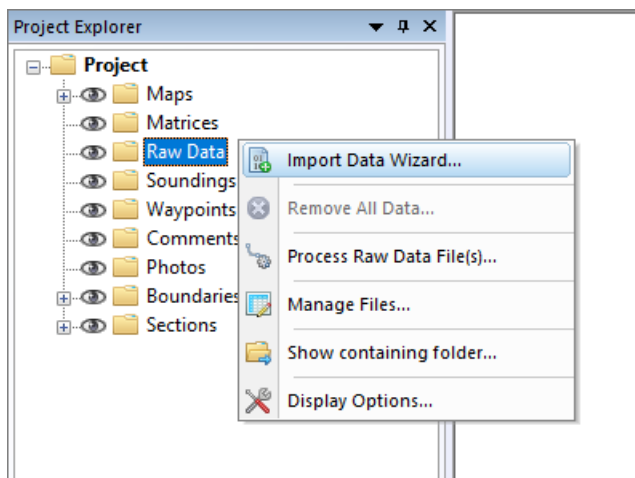 Project Explorer
Project
Maps
Matrices
Raw Data
Soundings
Waypoints
Comments
Photos
Boundaries
Sections
Import Data Wizard...
Remove All Data...
Process Raw Data File(s)...
Manage Files...
Show containing folder...
Display Options...